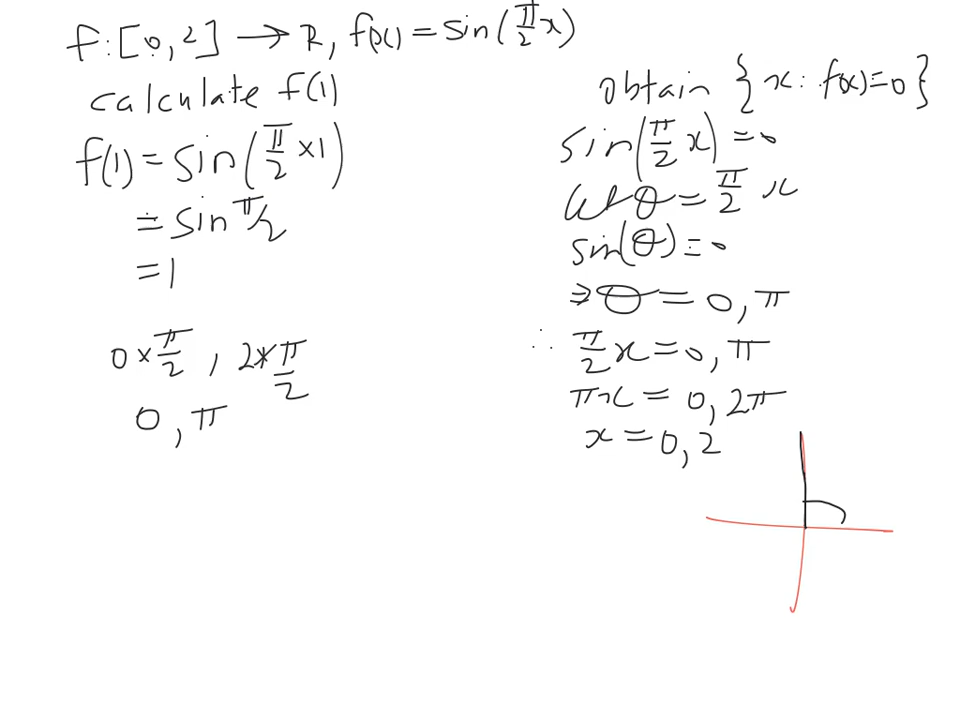 f:[0,2] → R, f(x) = sin(π/2 x)
calculate f(1)
f(1) = sin(π/2 ×1)
= sin π/2
= 1
0 × π/2 , 2 × π/2
0, π
obtain {x: f(x)=0}
sin(π/2 x) = 0
let θ = π/2 x
sin(θ) = 0
⇒ θ = 0, π
∴ π/2 x = 0, π
πx = 0, 2π
x = 0, 2